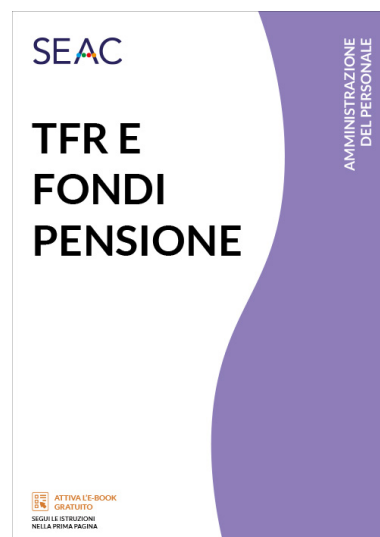 SEAC
AMMINISTRAZIONE
DEL PERSONALE
TFR E
FONDI
PENSIONE
ATTIVA L'E-BOOK
GRATUITO
SEGUI LE ISTRUZIONI
NELLA PRIMA PAGINA